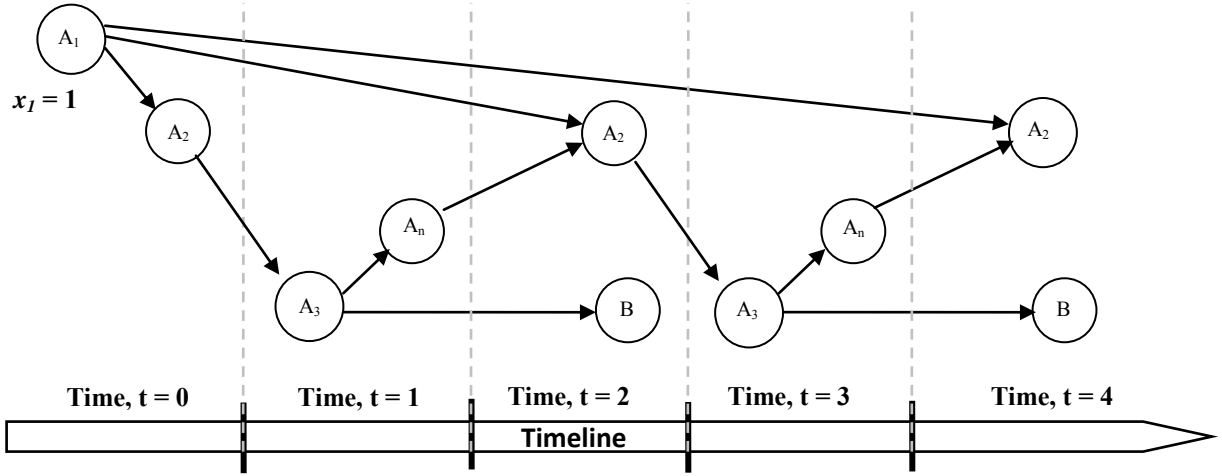 A₁
x₁ = 1
A₂
A₂
A₂
Aₙ
Aₙ
A₃
B
A₃
B
Time, t = 0
Time, t = 1
Time, t = 2
Time, t = 3
Time, t = 4
Timeline